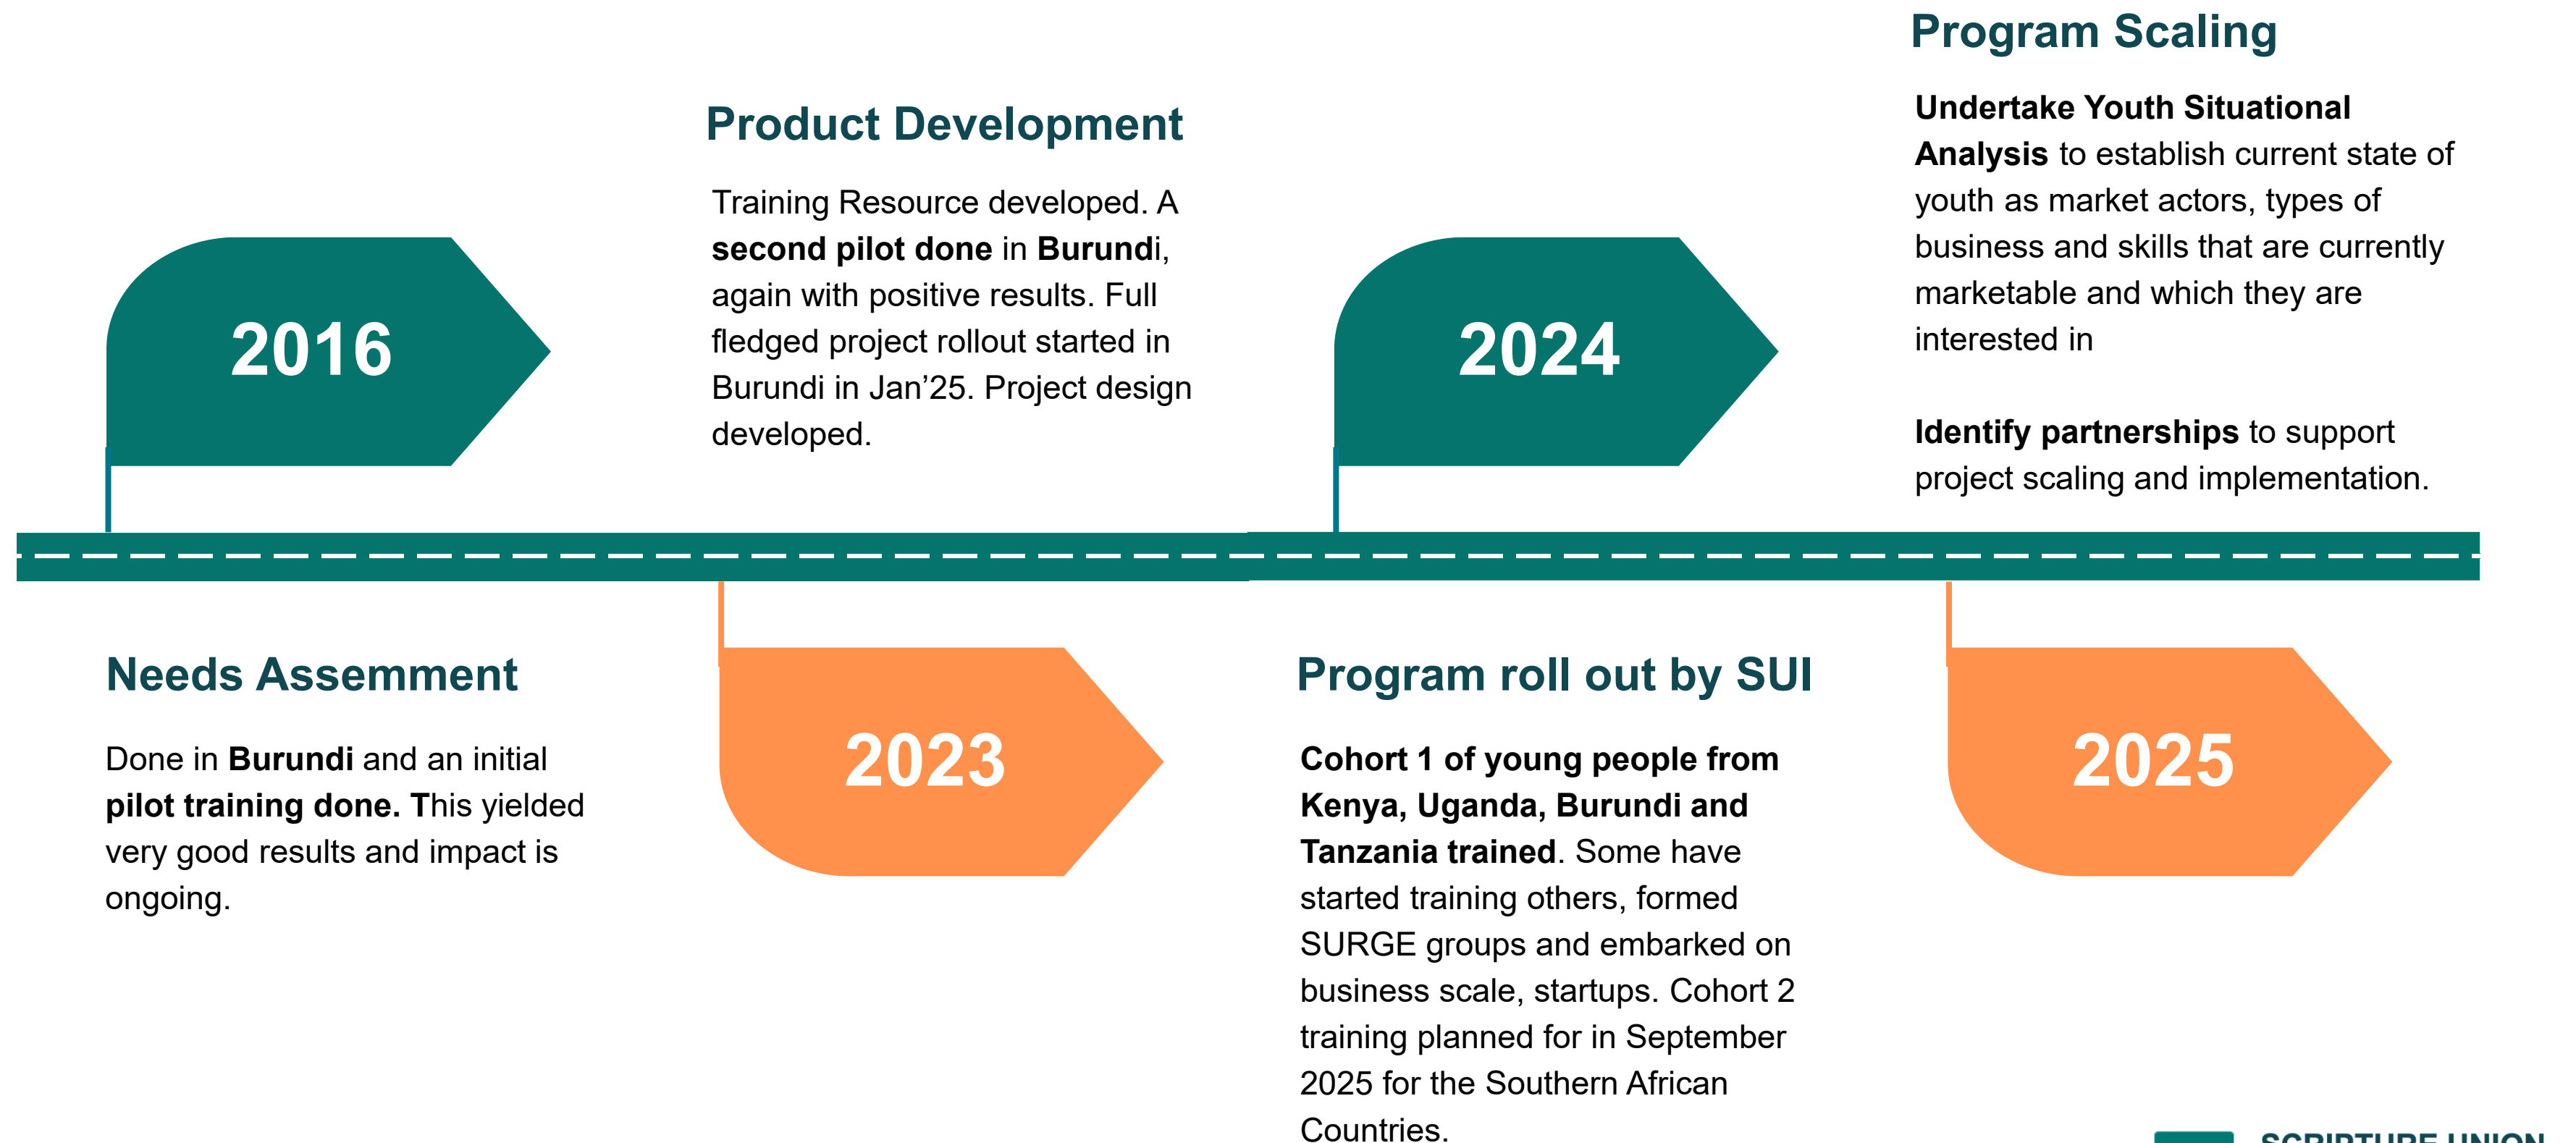 2016
Needs Assemment
Done in Burundi and an initial
pilot training done. This yielded
very good results and impact is
ongoing.
Product Development
Training Resource developed. A
second pilot done in Burundi,
again with positive results. Full
fledged project rollout started in
Burundi in Jan’25. Project design
developed.
2023
2024
Program roll out by SUI
Cohort 1 of young people from
Kenya, Uganda, Burundi and
Tanzania trained. Some have
started training others, formed
SURGE groups and embarked on
business scale, startups. Cohort 2
training planned for in September
2025 for the Southern African
Countries.
Program Scaling
Undertake Youth Situational
Analysis to establish current state of
youth as market actors, types of
business and skills that are currently
marketable and which they are
interested in
Identify partnerships to support
project scaling and implementation.
2025
SCRIPTURE UNION